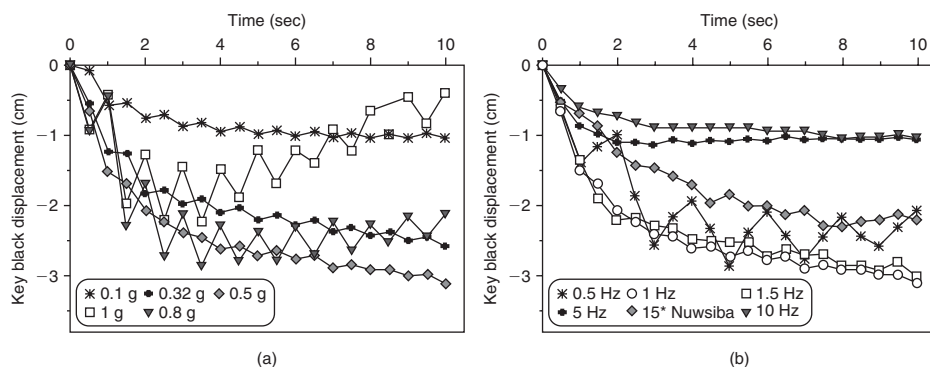 Time (sec)
0 2 4 6 8 10
0
−1
−2
−3
Key black displacement (cm)
0.1 g 0.32 g 0.5 g
1 g 0.8 g
(a)
Time (sec)
0 2 4 6 8 10
0
−1
−2
−3
Key black displacement (cm)
0.5 Hz 1 Hz 1.5 Hz
5 Hz 15* Nuwsiba 10 Hz
(b)